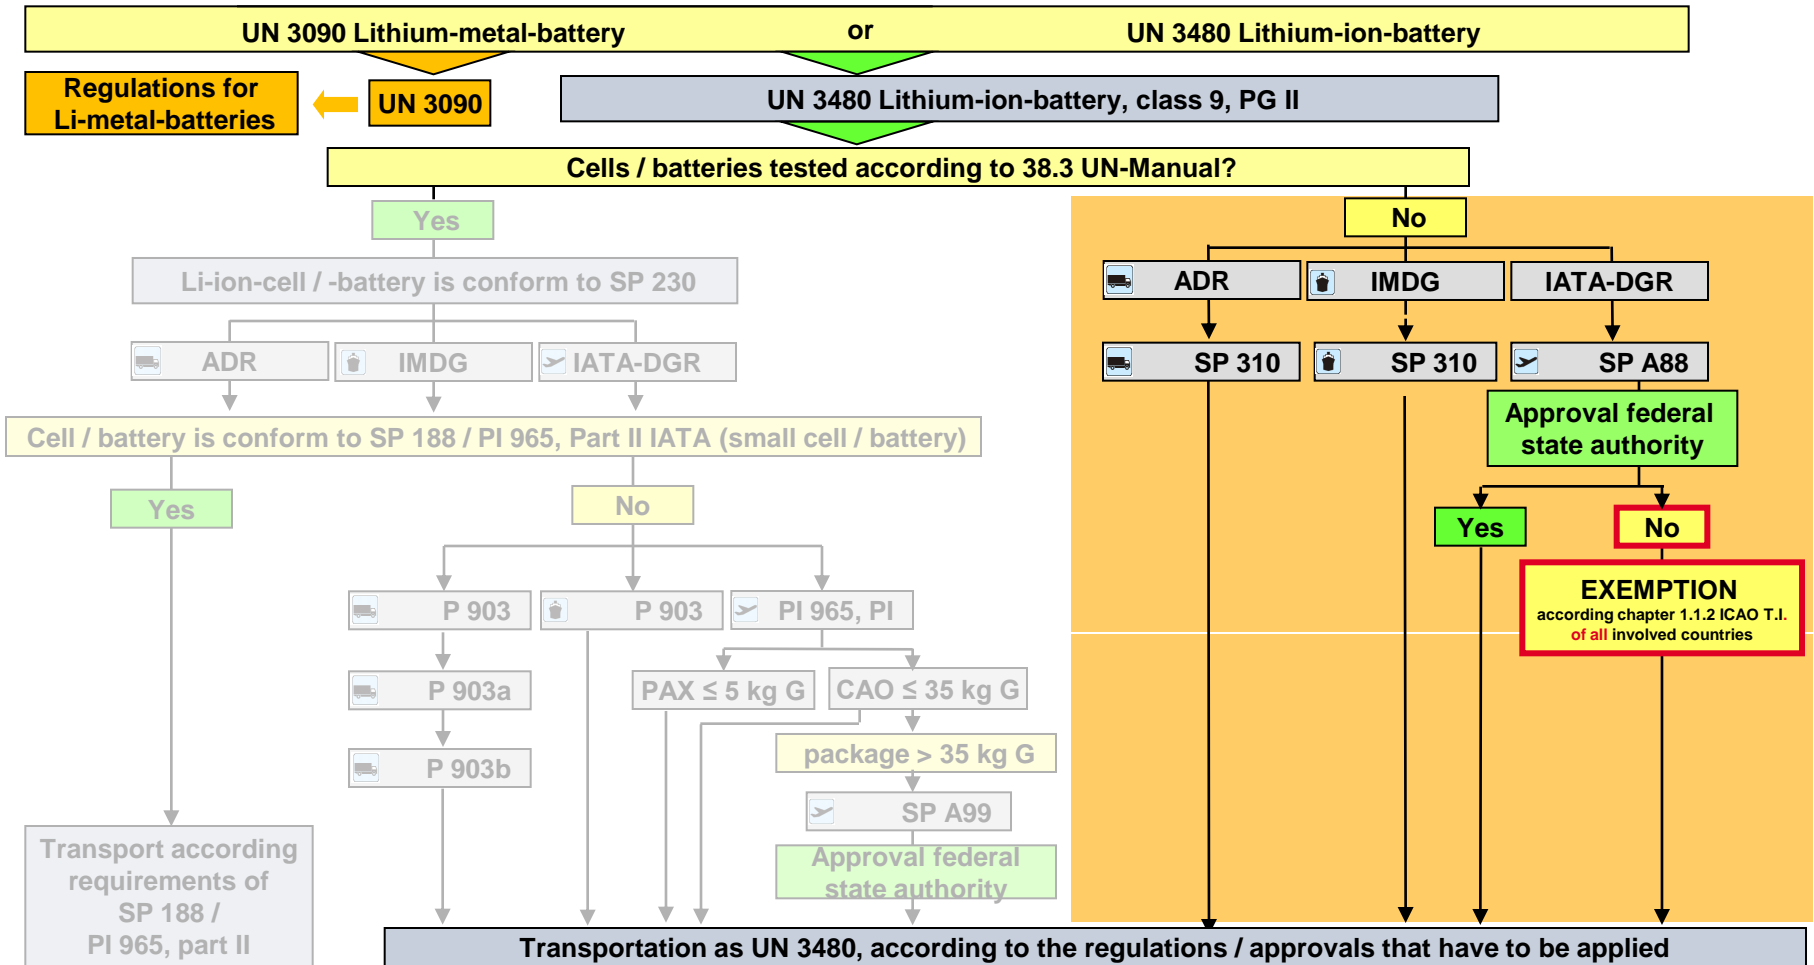 UN 3090 Lithium-metal-battery or UN 3480 Lithium-ion-battery
Regulations for
Li-metal-batteries
UN 3090
UN 3480 Lithium-ion-battery, class 9, PG II
Cells / batteries tested according to 38.3 UN-Manual?
Yes
No
Li-ion-cell / -battery is conform to SP 230
ADR
IMDG
IATA-DGR
ADR
IMDG
IATA-DGR
SP 310
SP 310
SP A88
Cell / battery is conform to SP 188 / PI 965, Part II IATA (small cell / battery)
Approval federal
state authority
Yes
No
Yes
No
P 903
P 903
PI 965, PI
EXEMPTION
according chapter 1.1.2 ICAO T.I.
of all involved countries
P 903a
PAX ≤ 5 kg G
CAO ≤ 35 kg G
P 903b
package > 35 kg G
SP A99
Approval federal
state authority
Transport according
requirements of
SP 188 /
PI 965, part II
Transportation as UN 3480, according to the regulations / approvals that have to be applied